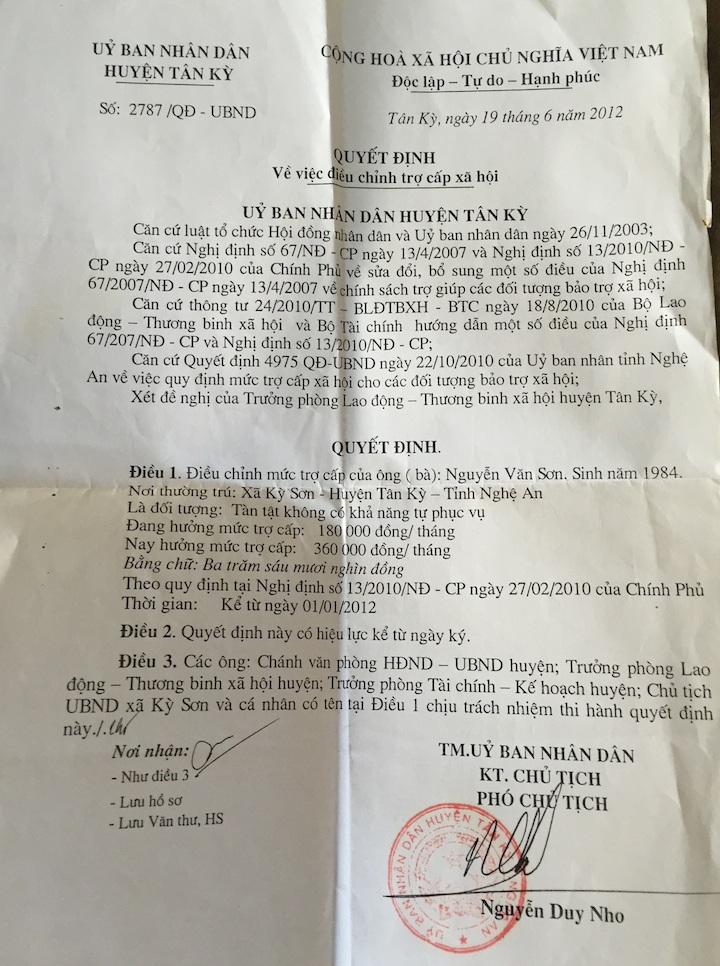 UỶ BAN NHÂN DÂN
HUYỆN TÂN KỲ
Số: 2787 /QĐ - UBND
CỘNG HOÀ XÃ HỘI CHỦ NGHĨA VIỆT NAM
Độc lập – Tự do – Hạnh phúc
Tân Kỳ, ngày 19 tháng 6 năm 2012
QUYẾT ĐỊNH
Về việc điều chỉnh trợ cấp xã hội
UỶ BAN NHÂN DÂN HUYỆN TÂN KỲ
Căn cứ luật tổ chức Hội đồng nhân dân và Uỷ ban nhân dân ngày 26/11/2003;
Căn cứ Nghị định số 67/NĐ - CP ngày 13/4/2007 và Nghị định số 13/2010/NĐ -
CP ngày 27/02/2010 của Chính Phủ về sửa đổi, bổ sung một số điều của Nghị định
67/2007/NĐ - CP ngày 13/4/2007 về chính sách trợ giúp các đối tượng bảo trợ xã hội;
Căn cứ thông tư 24/2010/TT – BLĐTBXH - BTC ngày 18/8/2010 của Bộ Lao
động – Thương binh xã hội và Bộ Tài chính hướng dẫn một số điều của Nghị định
67/207/NĐ - CP và Nghị định số 13/2010/NĐ - CP;
Căn cứ Quyết định 4975 QĐ-UBND ngày 22/10/2010 của Uỷ ban nhân tỉnh Nghệ
An về việc quy định mức trợ cấp xã hội cho các đối tượng bảo trợ xã hội;
Xét đề nghị của Trưởng phòng Lao động – Thương binh xã hội huyện Tân Kỳ,
QUYẾT ĐỊNH.
Điều 1. Điều chỉnh mức trợ cấp của ông ( bà): Nguyễn Văn Sơn. Sinh năm 1984.
Nơi thường trú: Xã Kỳ Sơn - Huyện Tân Kỳ – Tỉnh Nghệ An
Là đối tượng: Tàn tật không có khả năng tự phục vụ
Đang hưởng mức trợ cấp: 180 000 đồng/ tháng
Nay hưởng mức trợ cấp: 360 000 đồng/ tháng
Bằng chữ: Ba trăm sáu mươi nghìn đồng
Theo quy định tại Nghị định số 13/2010/NĐ - CP ngày 27/02/2010 của Chính Phủ
Thời gian: Kể từ ngày 01/01/2012
Điều 2. Quyết định này có hiệu lực kể từ ngày ký.
Điều 3. Các ông: Chánh văn phòng HĐND – UBND huyện; Trưởng phòng Lao
động – Thương binh xã hội huyện; Trưởng phòng Tài chính – Kế hoạch huyện; Chủ tịch
UBND xã Kỳ Sơn và cá nhân có tên tại Điều 1 chịu trách nhiệm thi hành quyết định
này./.
Nơi nhận:
- Như điều 3
- Lưu hồ sơ
- Lưu Văn thư, HS
TM.UỶ BAN NHÂN DÂN
KT. CHỦ TỊCH
PHÓ CHỦ TỊCH
UỶ BAN NHÂN DÂN HUYỆN TÂN KỲ
Nguyễn Duy Nho